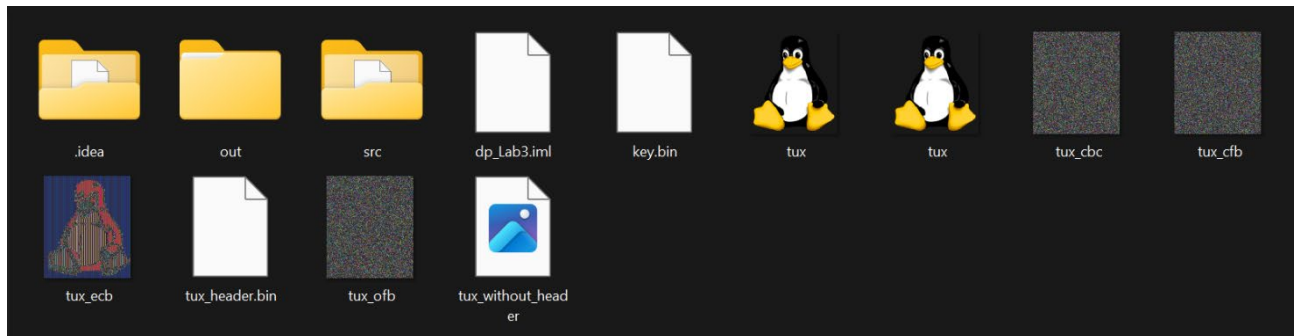 .idea
out
src
dp_Lab3.iml
key.bin
tux
tux
tux_cbc
tux_cfb
tux_ecb
tux_header.bin
tux_ofb
tux_without_head
er